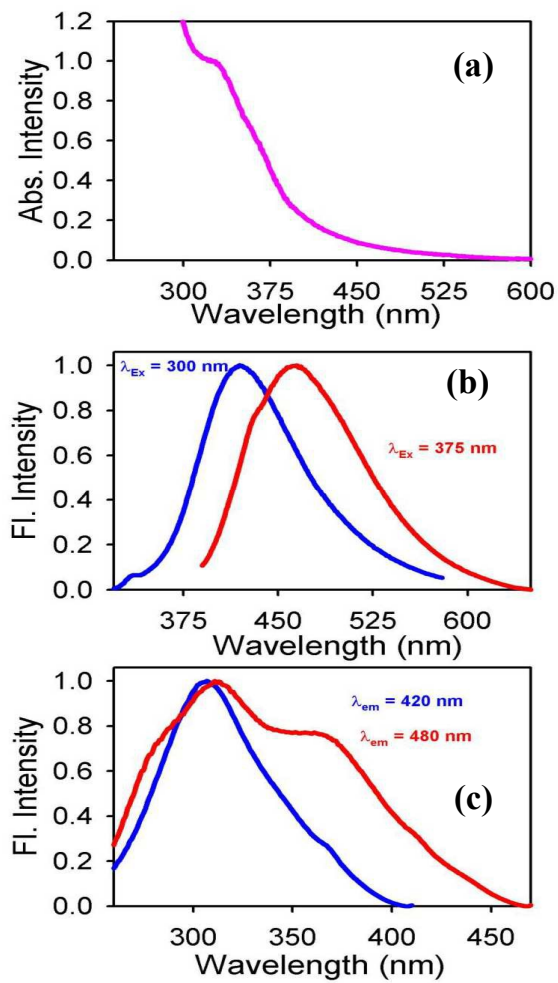 1.2
1.0
0.8
0.6
0.4
0.2
0.0
Abs. Intensity
(a)
300 375 450 525 600
Wavelength (nm)
1.0
0.8
0.6
0.4
0.2
0.0
Fl. Intensity
λEx = 300 nm
(b)
λEx = 375 nm
375 450 525 600
Wavelength (nm)
1.0
0.8
0.6
0.4
0.2
0.0
Fl. Intensity
λem = 420 nm
λem = 480 nm
(c)
300 350 400 450
Wavelength (nm)